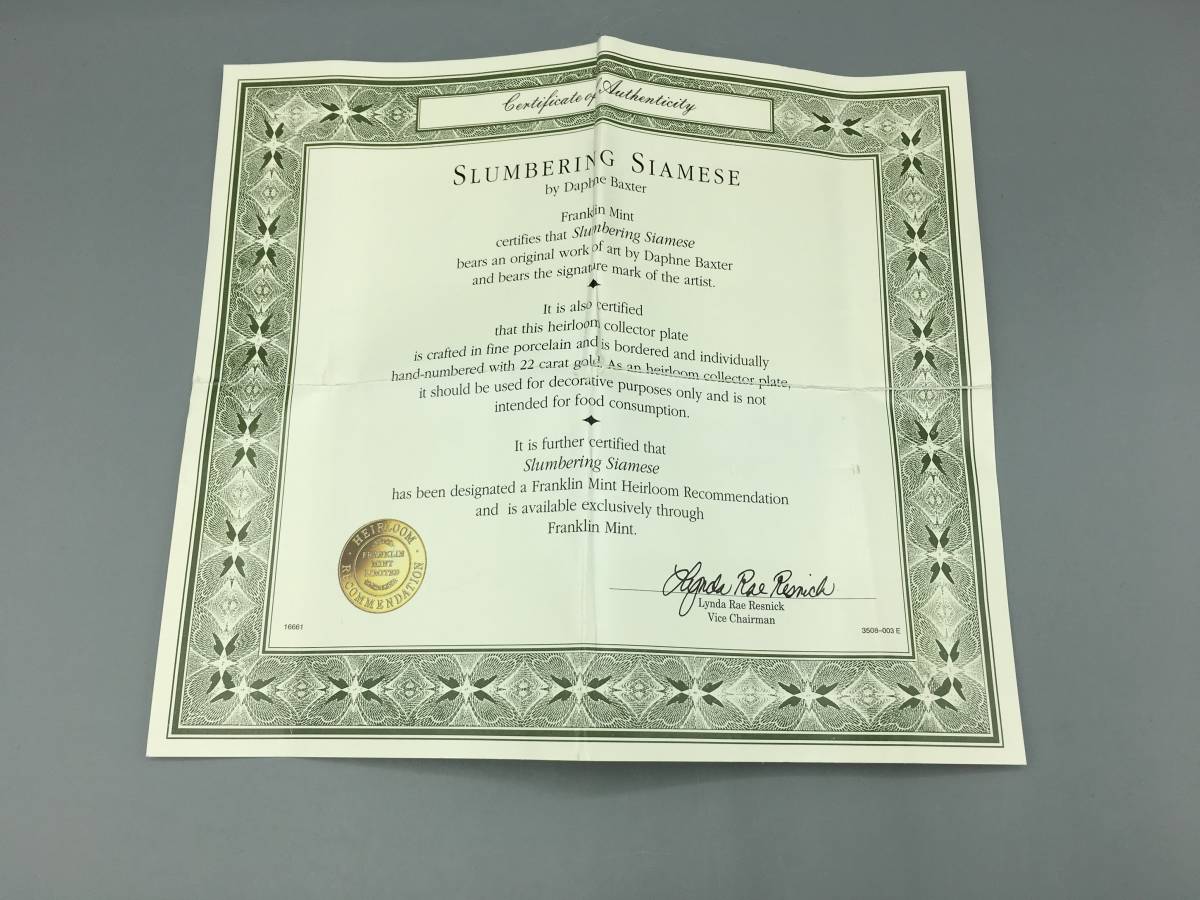 Certificate of Authenticity
SLUMBERING SIAMESE
by Daphne Baxter
Franklin Mint
certifies that Slumbering Siamese
bears an original work of art by Daphne Baxter
and bears the signature mark of the artist.
It is also certified
that this heirloom collector plate
is crafted in fine porcelain and is bordered and individually
hand-numbered with 22 carat gold. As an heirloom collector plate,
it should be used for decorative purposes only and is not
intended for food consumption.
It is further certified that
Slumbering Siamese
has been designated a Franklin Mint Heirloom Recommendation
and is available exclusively through
Franklin Mint.
HEIRLOOM
FRANKLIN
MINT
LIMITED
RECOMMENDATION
Lynda Rae Resnick
Lynda Rae Resnick
Vice Chairman
16661
3508-003 E